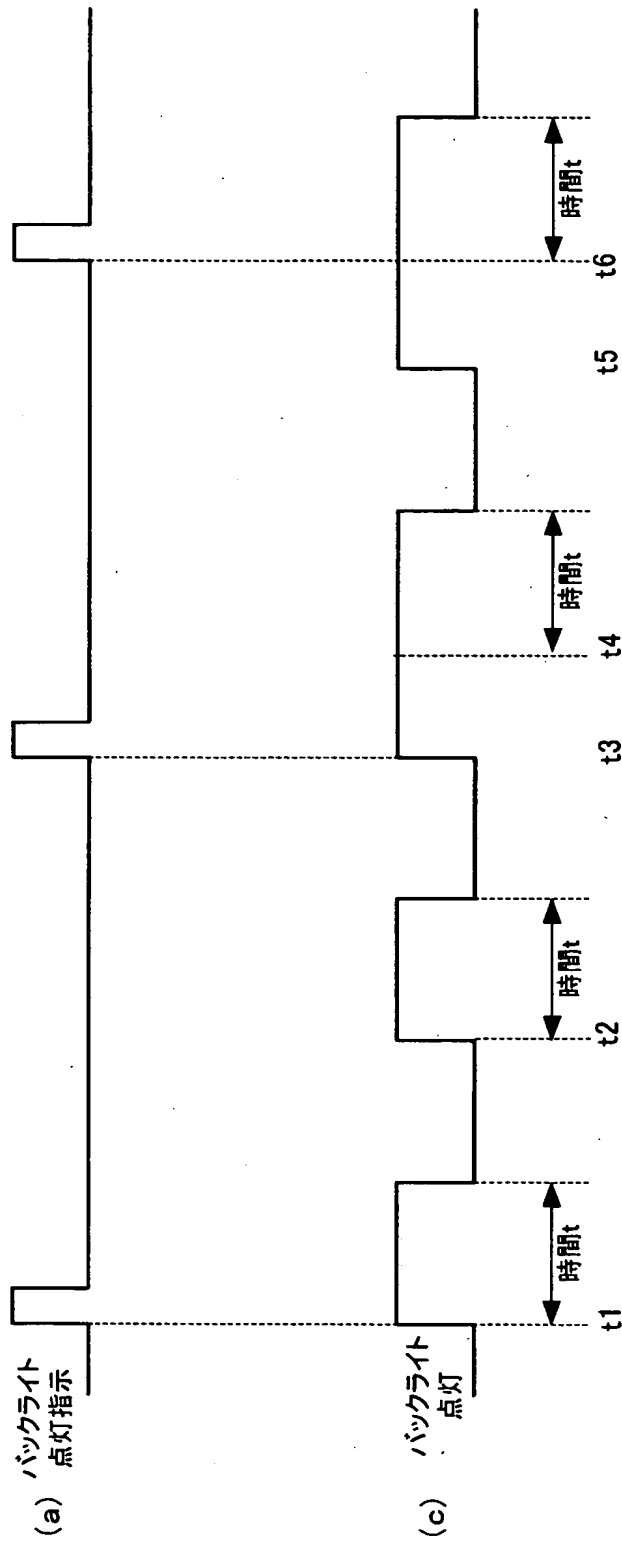 (a)
バックライト
点灯指示
(c)
バックライト
点灯
時間t
時間t
時間t
時間t
t1
t2
t3
t4
t5
t6